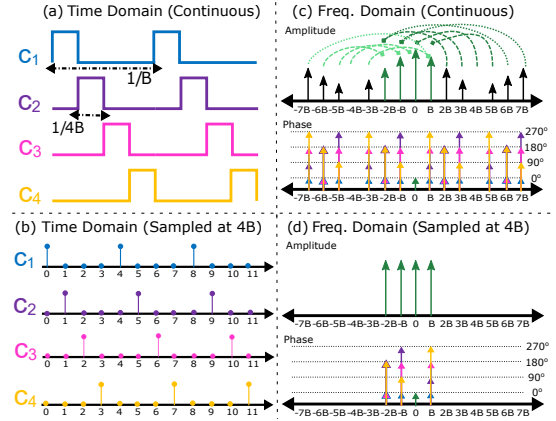 (a) Time Domain (Continuous)
C1
1/B
C2
1/4B
C3
C4
(c) Freq. Domain (Continuous)
Amplitude
-7B -6B -5B -4B -3B -2B -B 0 B 2B 3B 4B 5B 6B 7B
Phase
270°
180°
90°
0°
-7B -6B -5B -4B -3B -2B -B 0 B 2B 3B 4B 5B 6B 7B
(b) Time Domain (Sampled at 4B)
C1
0 1 2 3 4 5 6 7 8 9 10 11
C2
0 1 2 3 4 5 6 7 8 9 10 11
C3
0 1 2 3 4 5 6 7 8 9 10 11
C4
0 1 2 3 4 5 6 7 8 9 10 11
(d) Freq. Domain (Sampled at 4B)
Amplitude
-7B -6B -5B -4B -3B -2B -B 0 B 2B 3B 4B 5B 6B 7B
Phase
270°
180°
90°
0°
-7B -6B -5B -4B -3B -2B -B 0 B 2B 3B 4B 5B 6B 7B